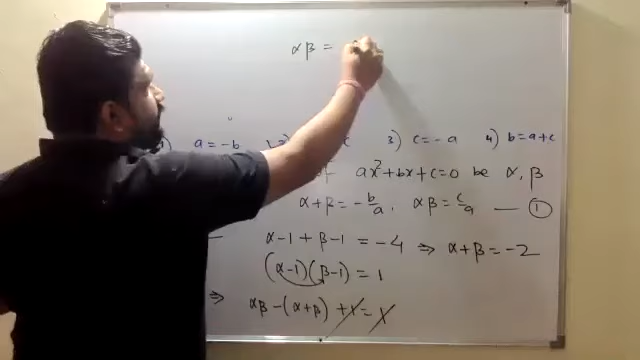 αβ =
a = -b 3) c = -a 4) b = a + c
ax² + bx + c = 0 be α, β
α + β = -b/a, αβ = c/a — ①
α - 1 + β - 1 = -4 ⇒ α + β = -2
(α - 1)(β - 1) = 1
⇒ αβ - (α + β) + 1 = 1